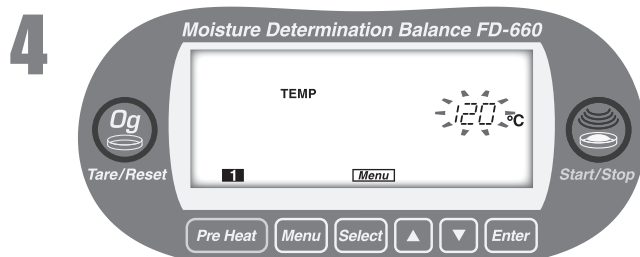 4
Moisture Determination Balance FD-660
TEMP
120 °C
0g
Tare/Reset
Start/Stop
1
Menu
Pre Heat Menu Select ▲ ▼ Enter